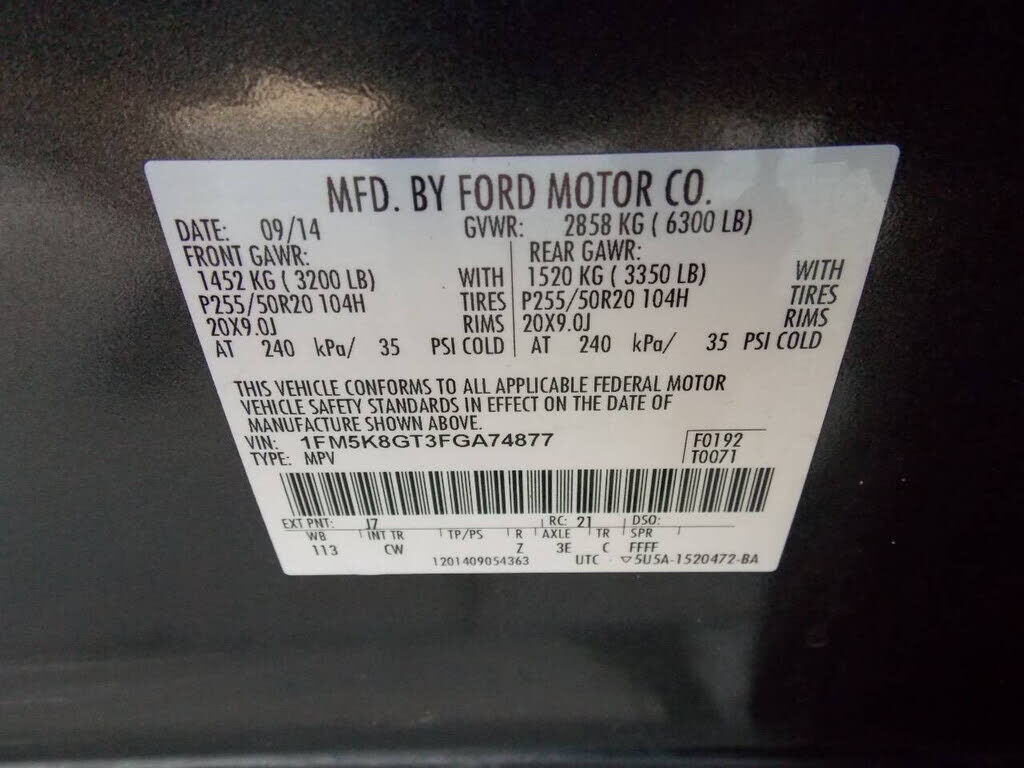 MFD. BY FORD MOTOR CO.
DATE: 09/14 GVWR: 2858 KG ( 6300 LB)
FRONT GAWR: REAR GAWR:
1452 KG ( 3200 LB) WITH 1520 KG ( 3350 LB) WITH
P255/50R20 104H TIRES P255/50R20 104H TIRES
20X9.0J RIMS 20X9.0J RIMS
AT 240 kPa/ 35 PSI COLD AT 240 kPa/ 35 PSI COLD
THIS VEHICLE CONFORMS TO ALL APPLICABLE FEDERAL MOTOR
VEHICLE SAFETY STANDARDS IN EFFECT ON THE DATE OF
MANUFACTURE SHOWN ABOVE.
VIN: 1FM5K8GT3FGA74877 F0192
TYPE: MPV T0071
EXT PNT: J7 RC: 21 DSO:
WB INT TR TP/PS R AXLE TR SPR
113 CW Z 3E C FFFF
1201409054363 UTC ▽5U5A-1520472-BA